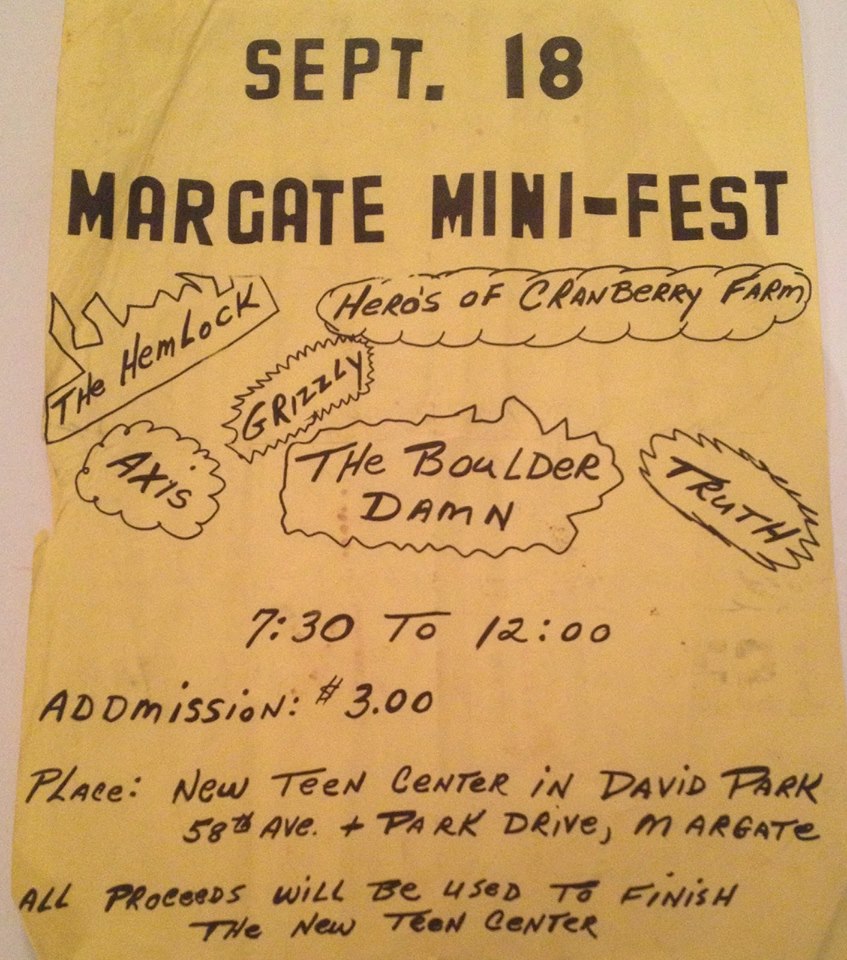 SEPT. 18
MARGATE MINI-FEST
THE HEMLOCK
HERO'S OF CRANBERRY FARM
GRIZZLY
AXIS
THE BOULDER
DAMN
TRUTH
7:30 TO 12:00
ADDMISSION: $3.00
PLACE: NEW TEEN CENTER IN DAVID PARK
58th AVE. + PARK DRIVE, MARGATE
ALL PROCEEDS WILL BE USED TO FINISH
THE NEW TEEN CENTER